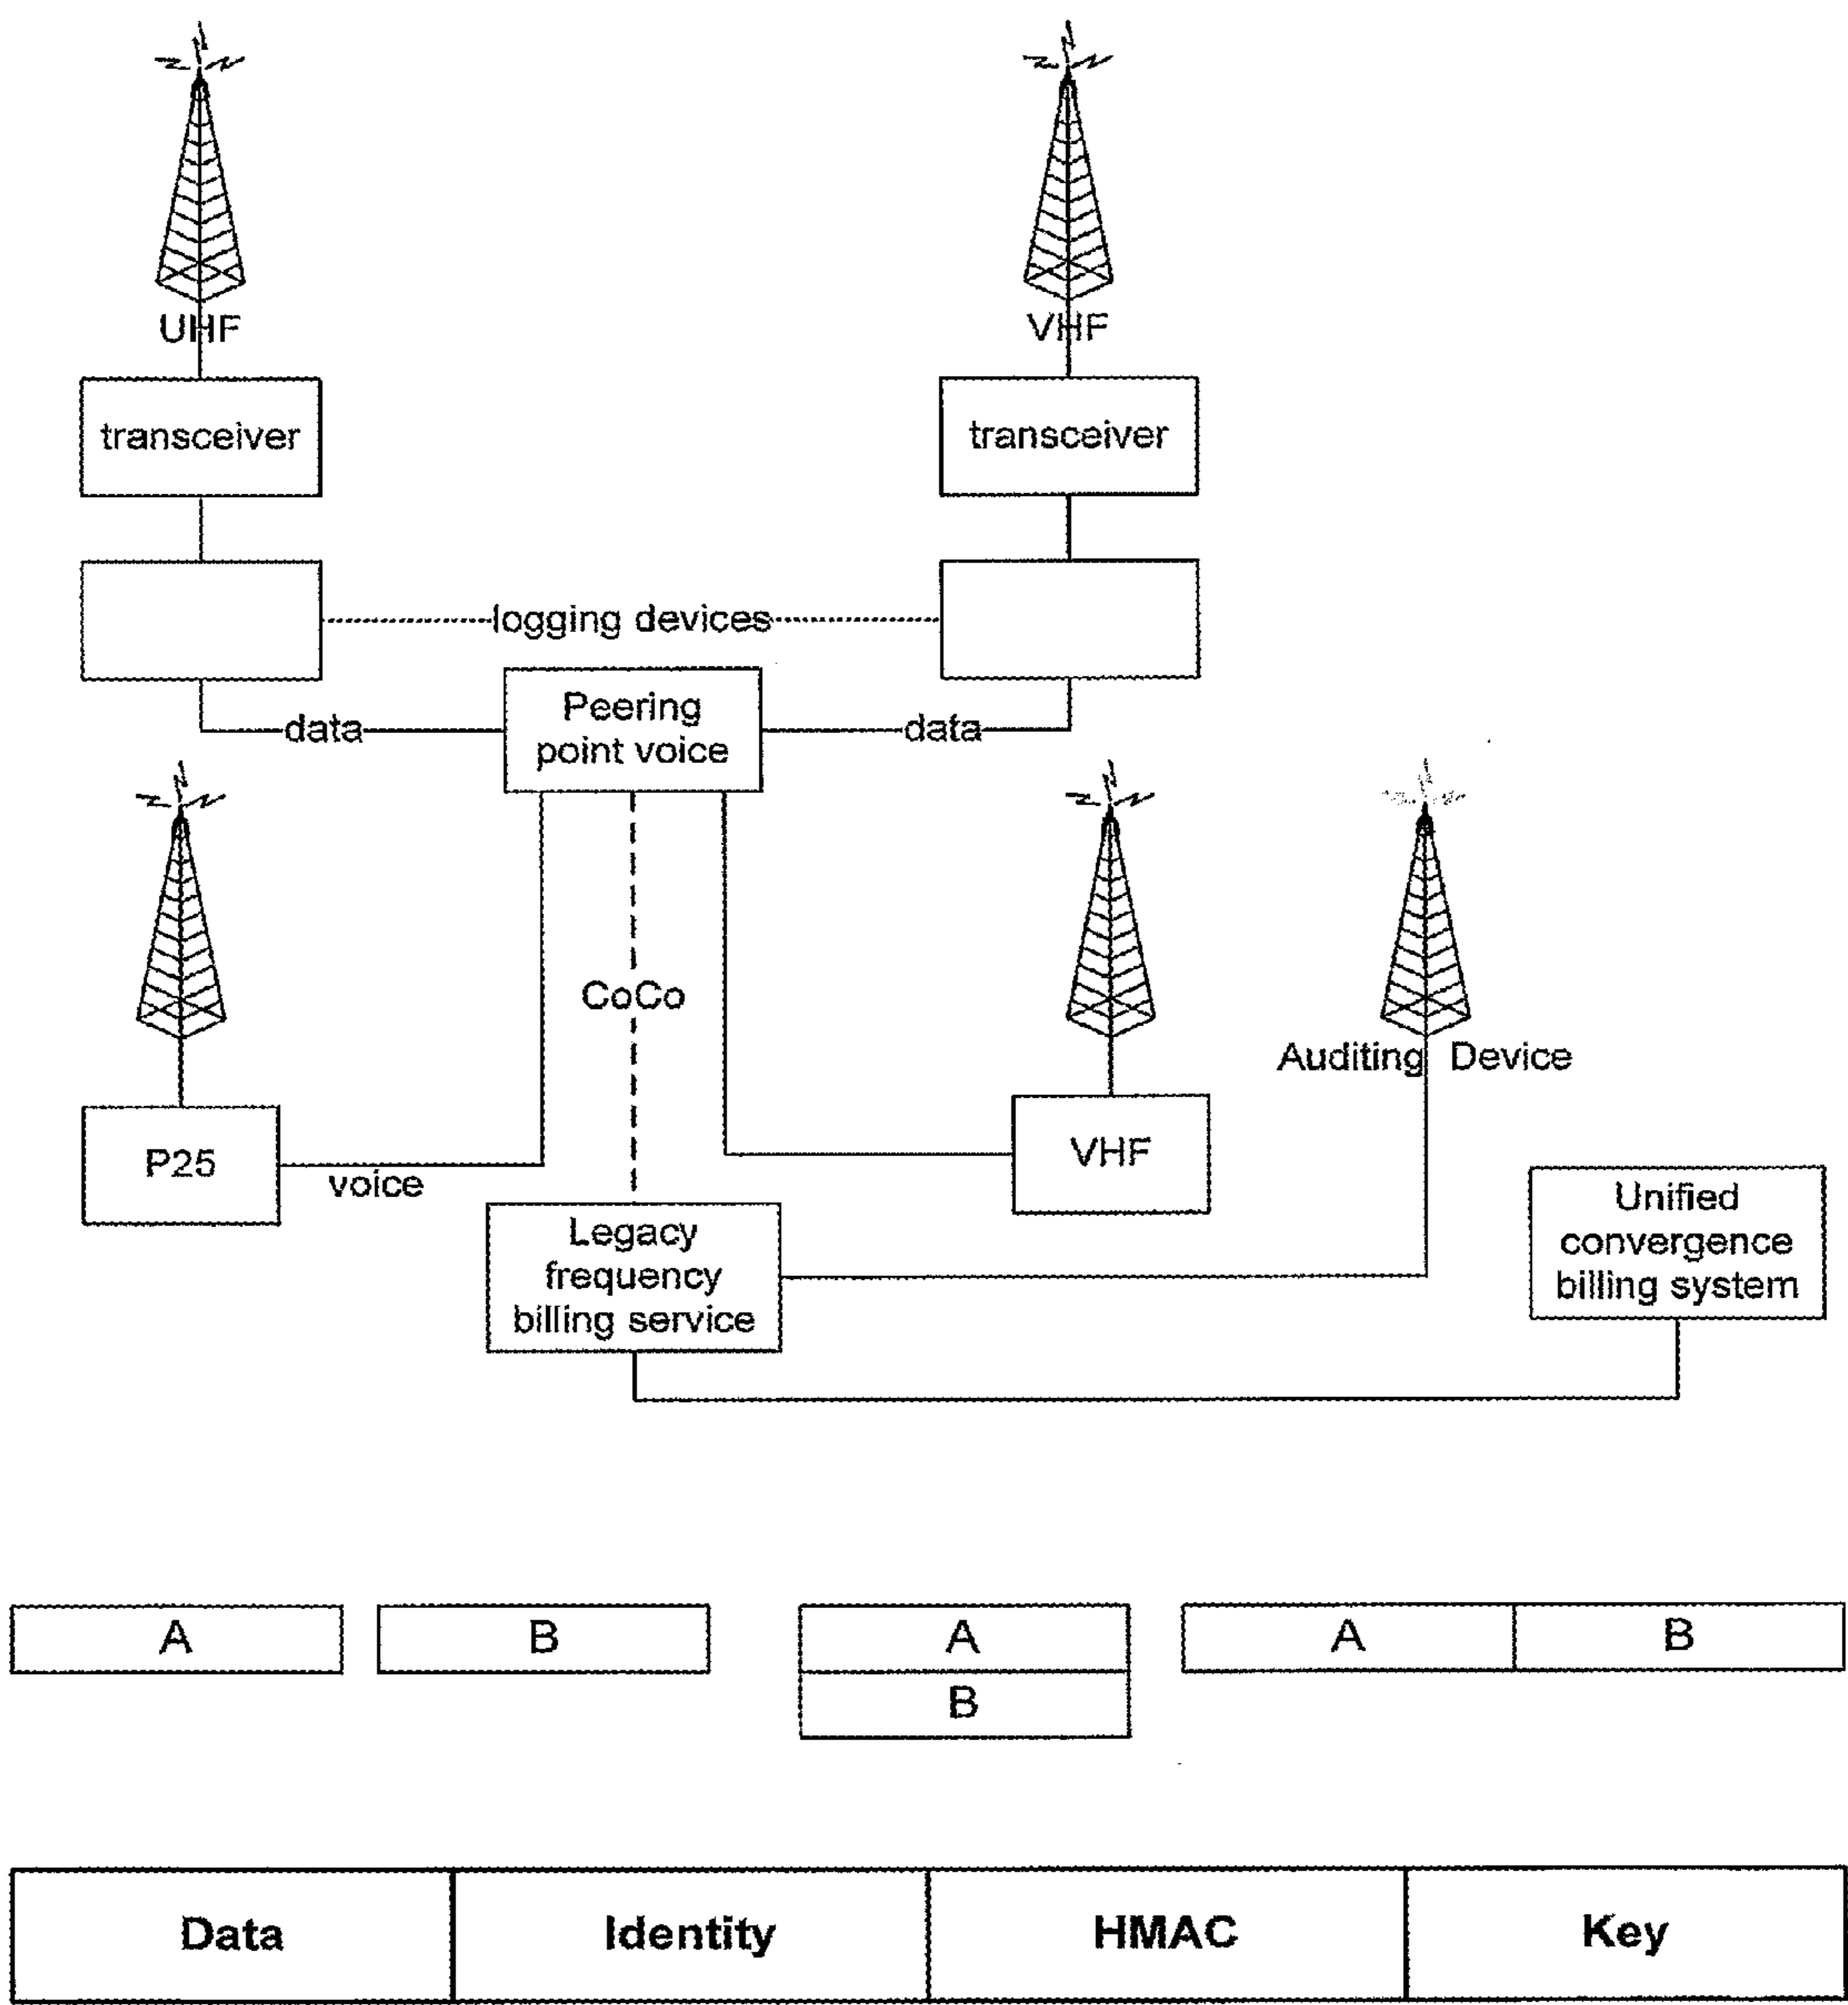 UHF
VHF
transceiver
transceiver
logging devices
data
Peering
point voice
data
CoCo
Auditing Device
P25
voice
VHF
Legacy
frequency
billing service
Unified
convergence
billing system
A
B
A
B
A
B
Data
Identity
HMAC
Key